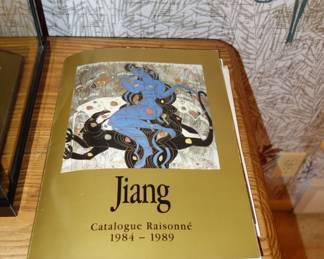 Jiang
Catalogue Raisonné
1984 – 1989